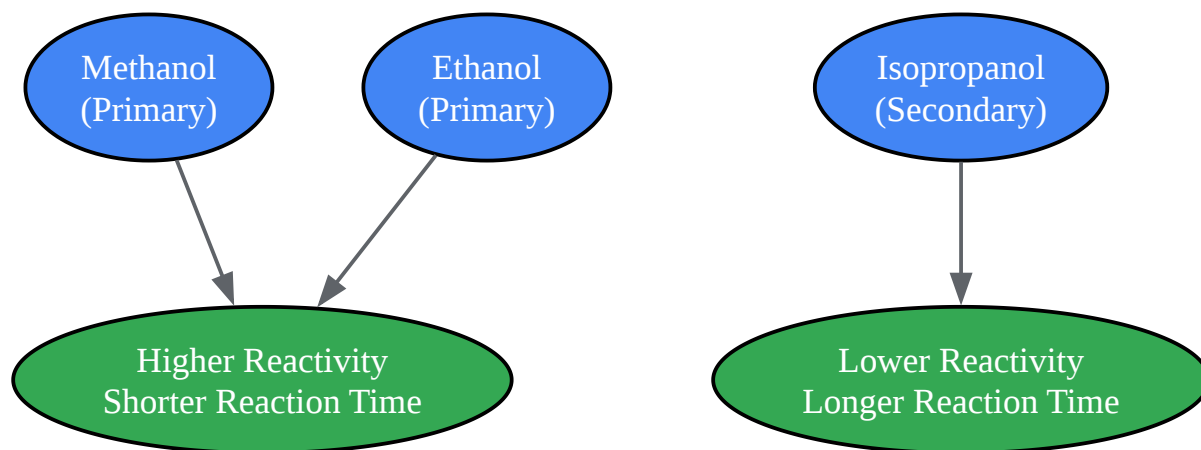 Methanol
(Primary)
Ethanol
(Primary)
Isopropanol
(Secondary)
Higher Reactivity
Shorter Reaction Time
Lower Reactivity
Longer Reaction Time